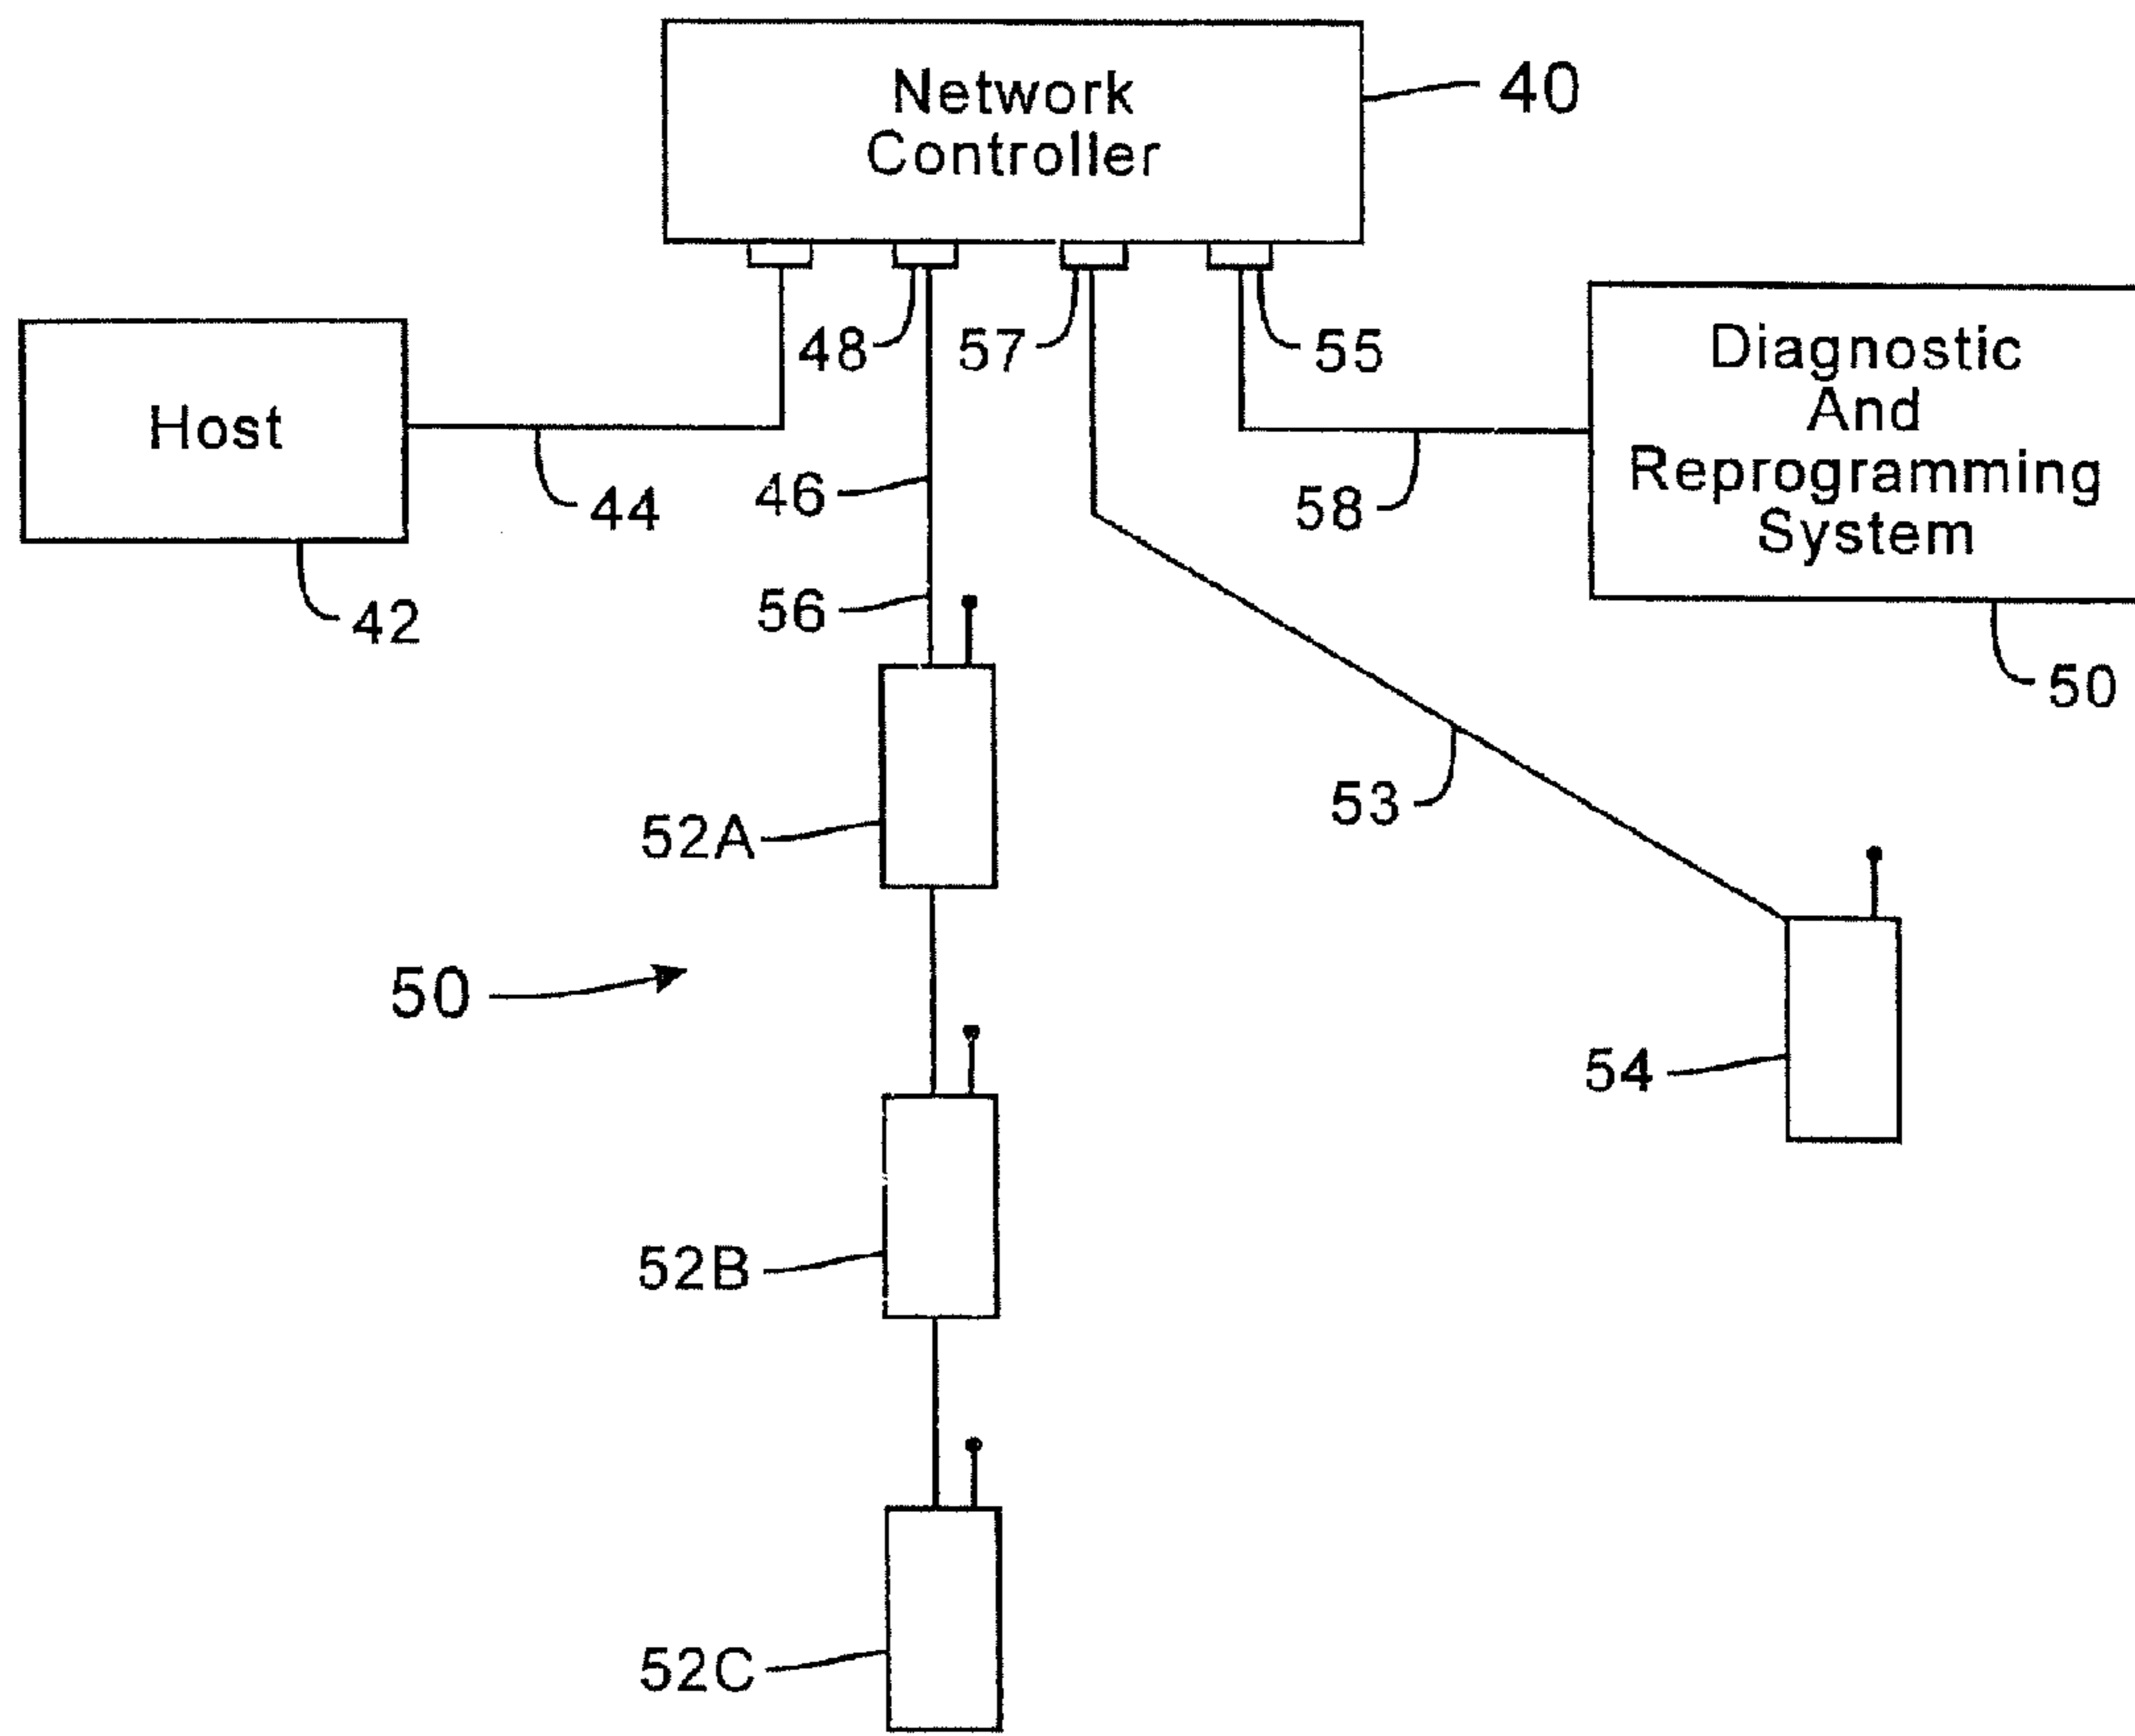 Network
Controller
40
48
57
55
Host
44
46
58
Diagnostic
And
Reprogramming
System
42
56
50
53
52A
50
54
52B
52C